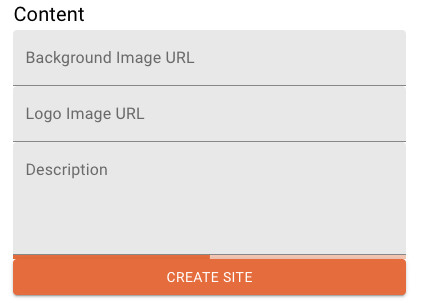 Content
Background Image URL
Logo Image URL
Description
CREATE SITE